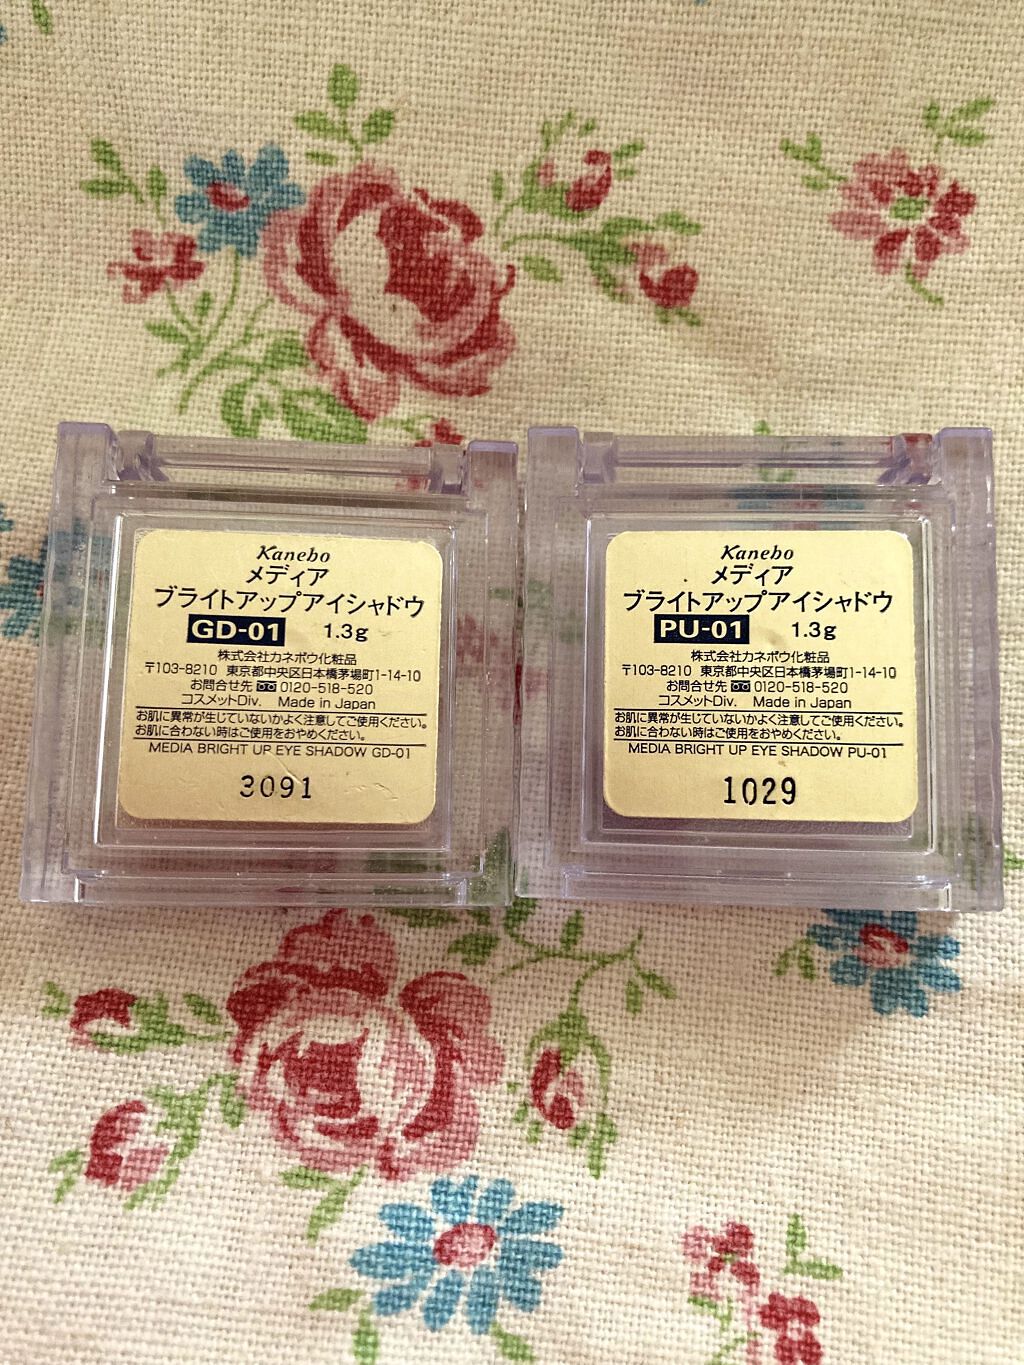 Kanebo
メディア
ブライトアップアイシャドウ
GD-01 1.3g
株式会社カネボウ化粧品
〒103-8210 東京都中央区日本橋茅場町1-14-10
お問合せ先 0120-518-520
コスメットDiv. Made in Japan
お肌に異常が生じていないかよく注意してご使用ください。
お肌に合わない時はご使用をおやめください。
MEDIA BRIGHT UP EYE SHADOW GD-01
3091
Kanebo
メディア
ブライトアップアイシャドウ
PU-01 1.3g
株式会社カネボウ化粧品
〒103-8210 東京都中央区日本橋茅場町1-14-10
お問合せ先 0120-518-520
コスメットDiv. Made in Japan
お肌に異常が生じていないかよく注意してご使用ください。
お肌に合わない時はご使用をおやめください。
MEDIA BRIGHT UP EYE SHADOW PU-01
1029